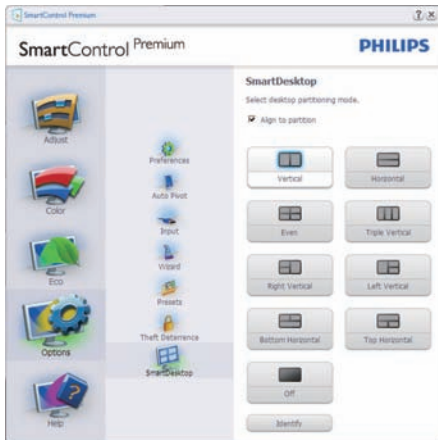 SmartControl Premium
SmartControl Premium
PHILIPS
Adjust
Color
Eco
Options
Help
Preferences
Auto Pivot
Input
Wizard
Presets
Theft Deterrence
SmartDesktop
SmartDesktop
Select desktop partitioning mode.
Align to partition
Vertical
Horizontal
Even
Triple Vertical
Right Vertical
Left Vertical
Bottom Horizontal
Top Horizontal
Off
Identify